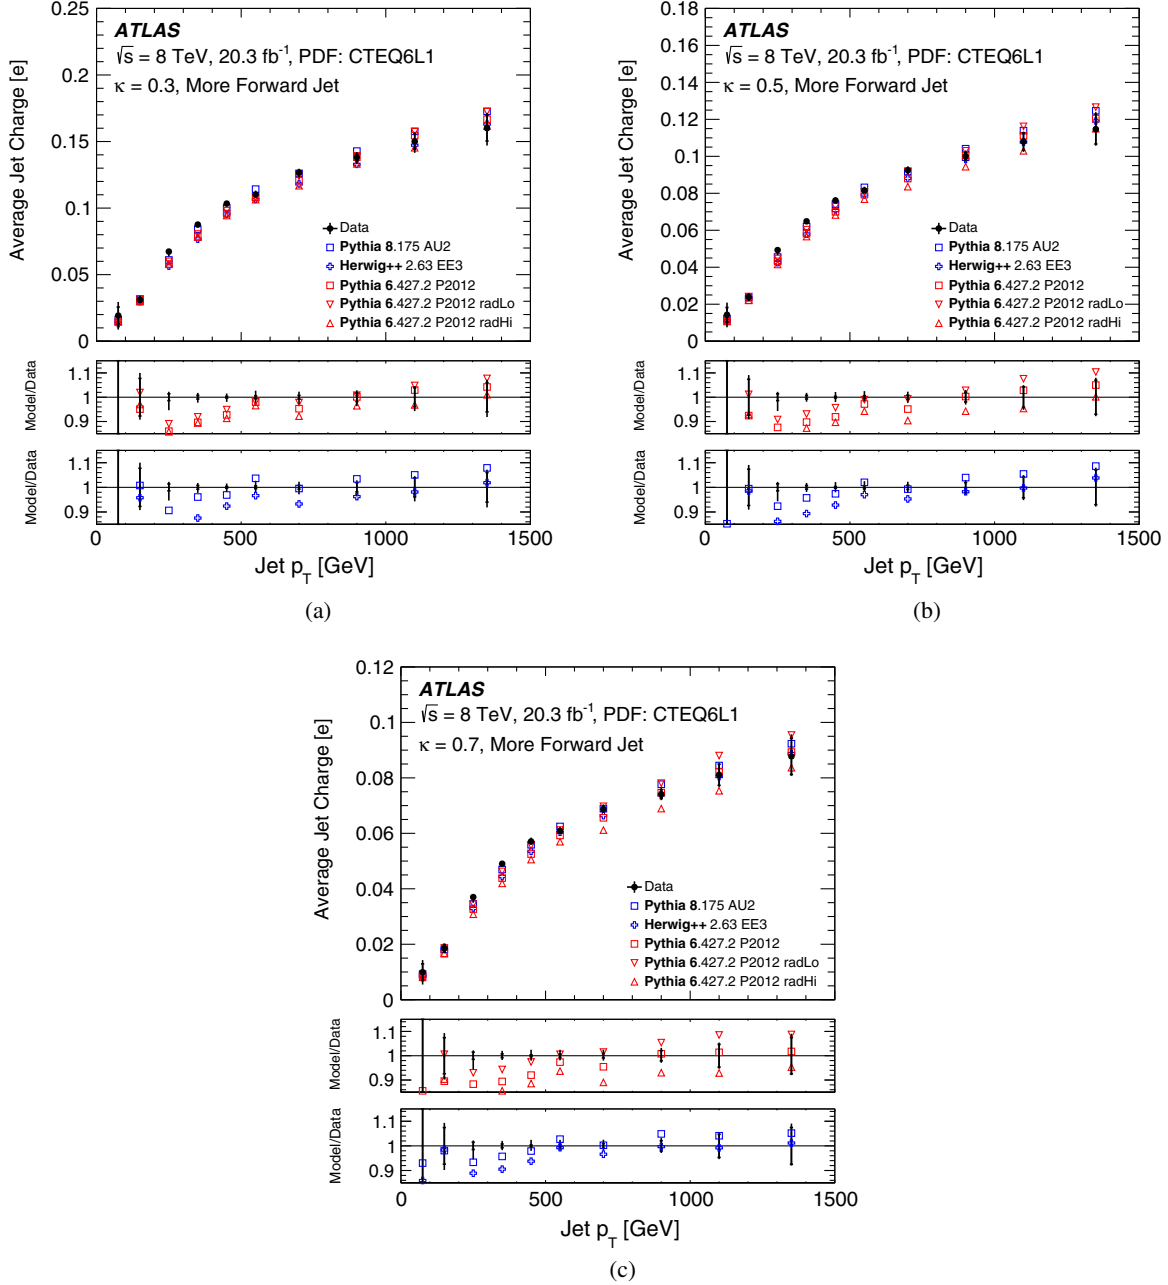 0.25
0.2
0.15
0.1
0.05
0
Average Jet Charge [e]
ATLAS
√s = 8 TeV, 20.3 fb⁻¹, PDF: CTEQ6L1
κ = 0.3, More Forward Jet
Data
Pythia 8.175 AU2
Herwig++ 2.63 EE3
Pythia 6.427.2 P2012
Pythia 6.427.2 P2012 radLo
Pythia 6.427.2 P2012 radHi
Model/Data
1.1
1
0.9
Model/Data
1.1
1
0.9
0 500 1000 1500
Jet p_T [GeV]
(a)
0.18
0.16
0.14
0.12
0.1
0.08
0.06
0.04
0.02
0
Average Jet Charge [e]
ATLAS
√s = 8 TeV, 20.3 fb⁻¹, PDF: CTEQ6L1
κ = 0.5, More Forward Jet
Data
Pythia 8.175 AU2
Herwig++ 2.63 EE3
Pythia 6.427.2 P2012
Pythia 6.427.2 P2012 radLo
Pythia 6.427.2 P2012 radHi
Model/Data
1.1
1
0.9
Model/Data
1.1
1
0.9
0 500 1000 1500
Jet p_T [GeV]
(b)
0.12
0.1
0.08
0.06
0.04
0.02
0
Average Jet Charge [e]
ATLAS
√s = 8 TeV, 20.3 fb⁻¹, PDF: CTEQ6L1
κ = 0.7, More Forward Jet
Data
Pythia 8.175 AU2
Herwig++ 2.63 EE3
Pythia 6.427.2 P2012
Pythia 6.427.2 P2012 radLo
Pythia 6.427.2 P2012 radHi
Model/Data
1.1
1
0.9
Model/Data
1.1
1
0.9
0 500 1000 1500
Jet p_T [GeV]
(c)